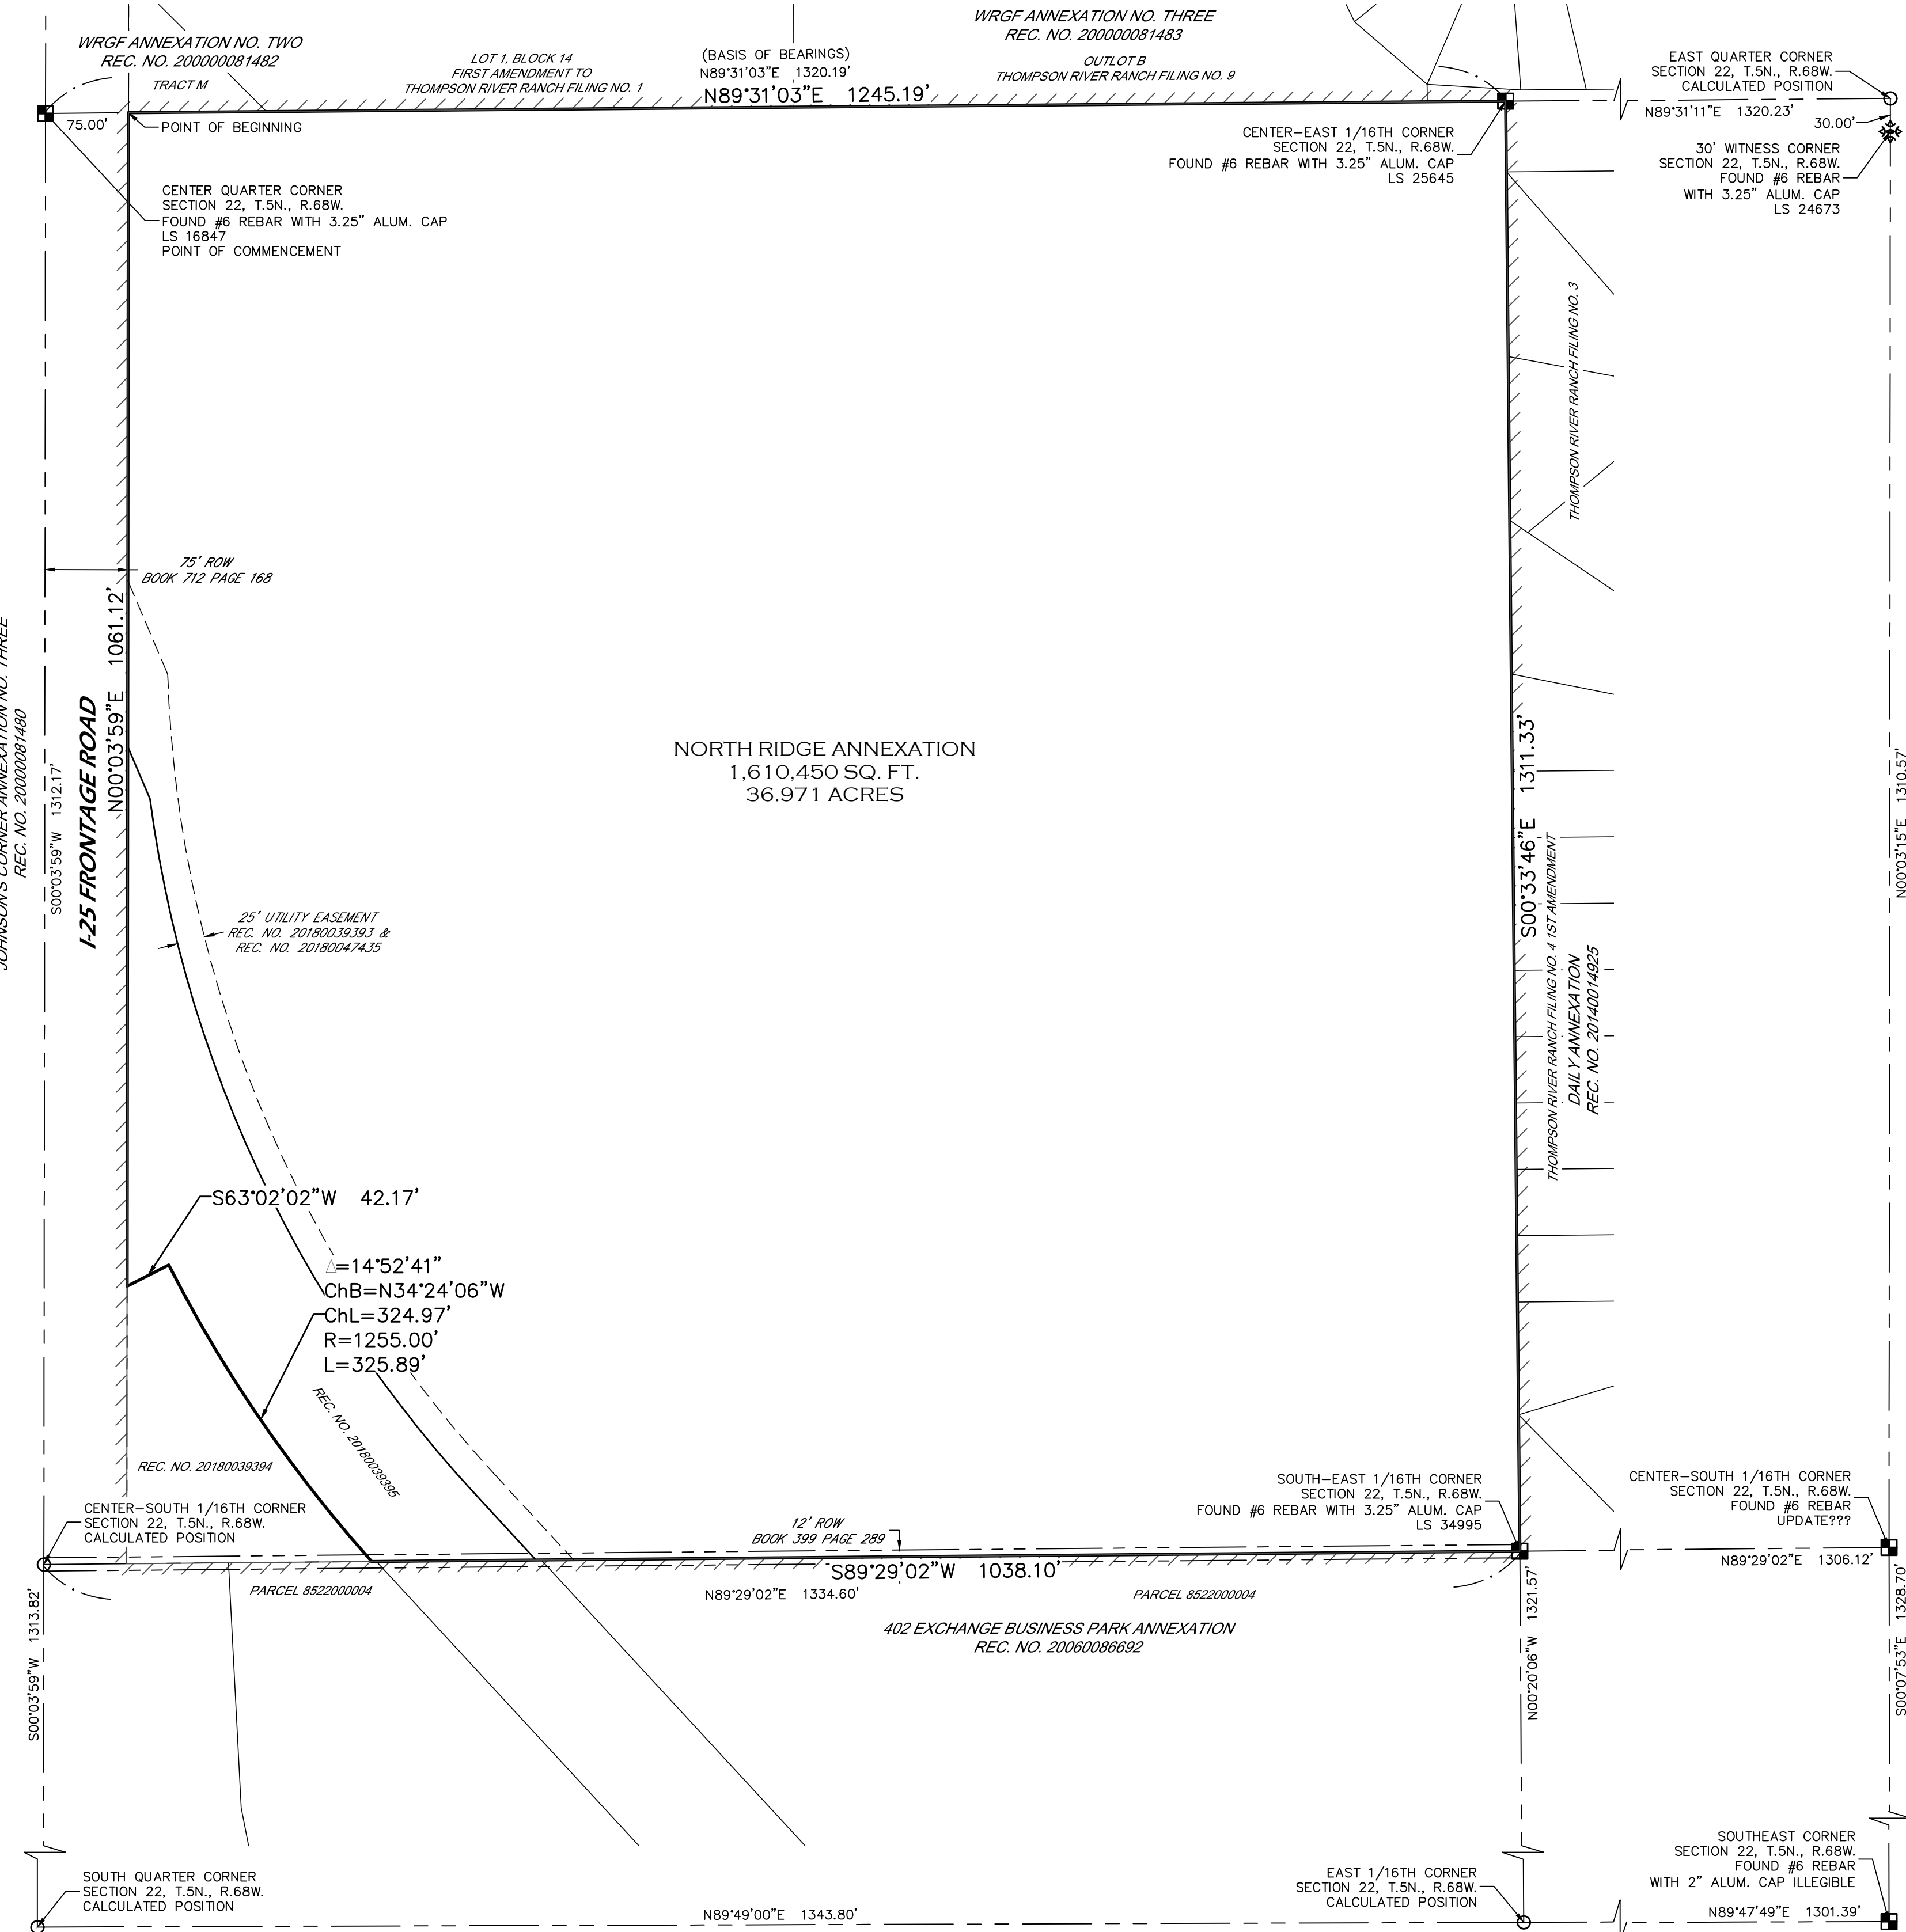 WRGF ANNEXATION NO. TWO
REC. NO. 200000081482
TRACT M
LOT 1, BLOCK 14
FIRST AMENDMENT TO
THOMPSON RIVER RANCH FILING NO. 1
(BASIS OF BEARINGS)
N89°31'03"E 1320.19'
N89°31'03"E 1245.19'
WRGF ANNEXATION NO. THREE
REC. NO. 200000081483
OUTLOT B
THOMPSON RIVER RANCH FILING NO. 9
EAST QUARTER CORNER
SECTION 22, T.5N., R.68W.
CALCULATED POSITION
N89°31'11"E 1320.23'
30.00'
30' WITNESS CORNER
SECTION 22, T.5N., R.68W.
FOUND #6 REBAR
WITH 3.25" ALUM. CAP
LS 24673
75.00'
POINT OF BEGINNING
CENTER QUARTER CORNER
SECTION 22, T.5N., R.68W.
FOUND #6 REBAR WITH 3.25" ALUM. CAP
LS 16847
POINT OF COMMENCEMENT
CENTER-EAST 1/16TH CORNER
SECTION 22, T.5N., R.68W.
FOUND #6 REBAR WITH 3.25" ALUM. CAP
LS 25645
THOMPSON RIVER RANCH FILING NO. 3
75' ROW
BOOK 712 PAGE 168
JOHNSON'S CORNER ANNEXATION NO. THREE
REC. NO. 20000081480
S00°03'59"W 1312.17'
I-25 FRONTAGE ROAD
N00°03'59"E 1061.12'
NORTH RIDGE ANNEXATION
1,610,450 SQ. FT.
36.971 ACRES
S00°33'46"E 1311.33'
THOMPSON RIVER RANCH FILING NO. 4 1ST AMENDMENT
DAILY ANNEXATION
REC. NO. 20140014925
N00°03'15"E 1310.57'
25' UTILITY EASEMENT
REC. NO. 20180039393 &
REC. NO. 20180047435
S63°02'02"W 42.17'
△=14°52'41"
ChB=N34°24'06"W
ChL=324.97'
R=1255.00'
L=325.89'
REC. NO. 20180039395
REC. NO. 20180039394
CENTER-SOUTH 1/16TH CORNER
SECTION 22, T.5N., R.68W.
CALCULATED POSITION
12' ROW
BOOK 399 PAGE 289
SOUTH-EAST 1/16TH CORNER
SECTION 22, T.5N., R.68W.
FOUND #6 REBAR WITH 3.25" ALUM. CAP
LS 34995
CENTER-SOUTH 1/16TH CORNER
SECTION 22, T.5N., R.68W.
FOUND #6 REBAR
UPDATE???
N89°29'02"E 1306.12'
S89°29'02"W 1038.10'
PARCEL 8522000004
N89°29'02"E 1334.60'
PARCEL 8522000004
402 EXCHANGE BUSINESS PARK ANNEXATION
REC. NO. 20060086692
S00°03'59"W 1313.82'
N00°20'06"W 1321.57'
S00°07'53"E 1328.70'
SOUTH QUARTER CORNER
SECTION 22, T.5N., R.68W.
CALCULATED POSITION
EAST 1/16TH CORNER
SECTION 22, T.5N., R.68W.
CALCULATED POSITION
SOUTHEAST CORNER
SECTION 22, T.5N., R.68W.
FOUND #6 REBAR
WITH 2" ALUM. CAP ILLEGIBLE
N89°49'00"E 1343.80'
N89°47'49"E 1301.39'